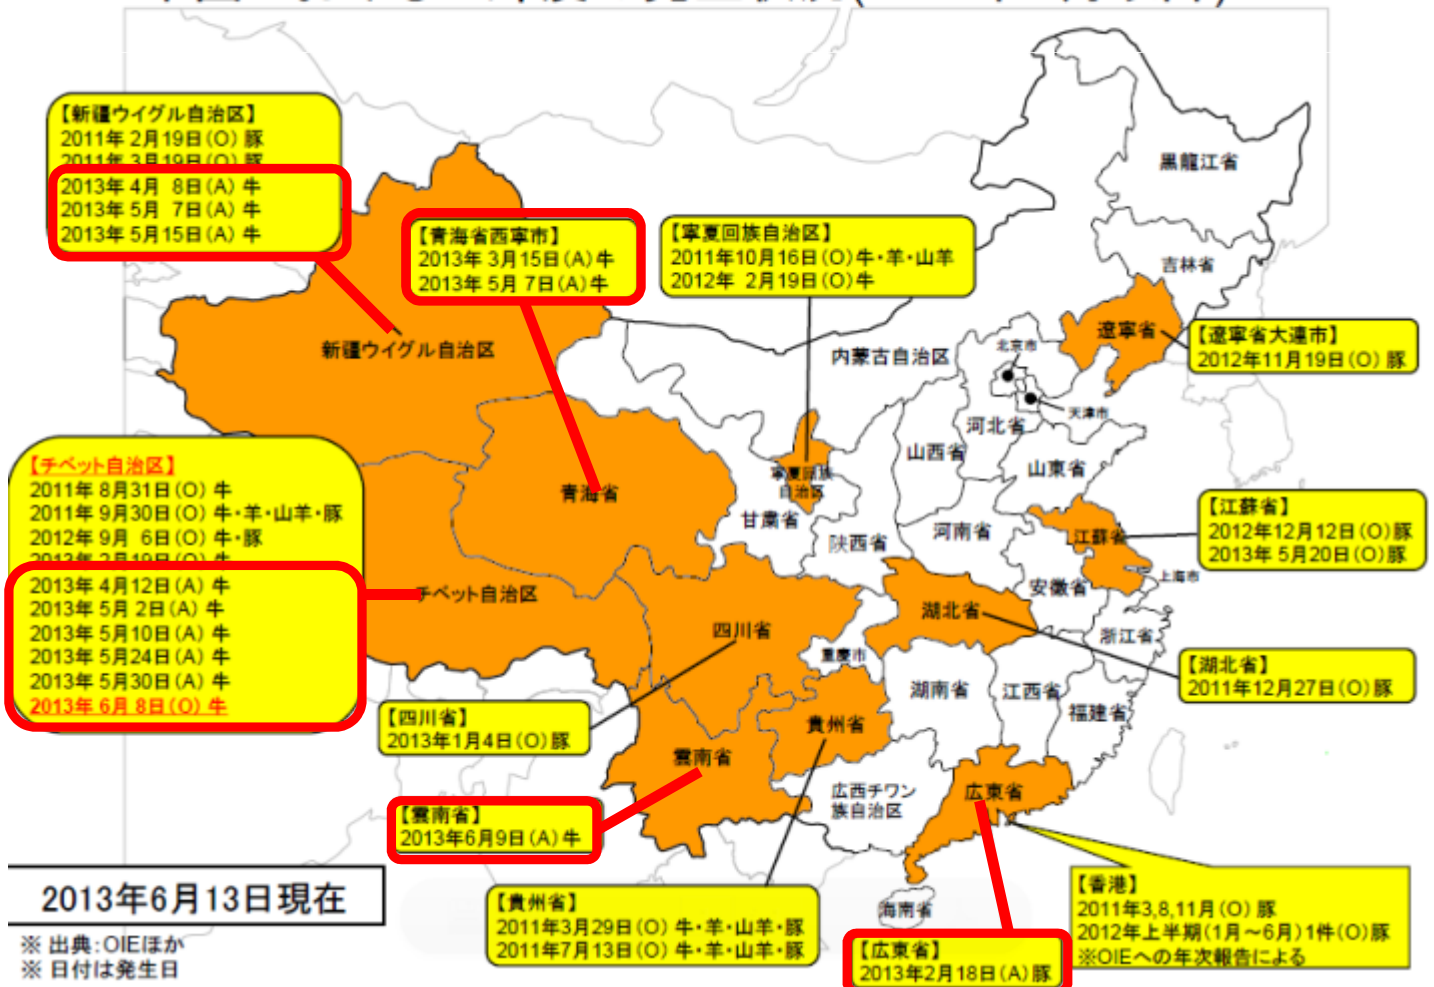 【新疆ウイグル自治区】
2011年 2月19日(O) 豚
2011年 3月19日(O) 豚
2013年 4月 8日(A) 牛
2013年 5月 7日(A) 牛
2013年 5月15日(A) 牛
【青海省西寧市】
2013年 3月15日(A)牛
2013年 5月 7日(A)牛
【寧夏回族自治区】
2011年10月16日(O)牛・羊・山羊
2012年 2月19日(O)牛
黒龍江省
吉林省
遼寧省
【遼寧省大連市】
2012年11月19日(O) 豚
新疆ウイグル自治区
内蒙古自治区
北京市
天津市
河北省
山西省
山東省
寧夏回族
自治区
青海省
甘粛省
陝西省
河南省
江蘇省
【江蘇省】
2012年12月12日(O)豚
2013年 5月20日(O)豚
上海市
安徽省
【チベット自治区】
2011年 8月31日(O) 牛
2011年 9月30日(O) 牛・羊・山羊・豚
2012年 9月 6日(O) 牛・豚
2013年 2月19日(O) 牛
2013年 4月12日(A) 牛
2013年 5月 2日(A) 牛
2013年 5月10日(A) 牛
2013年 5月24日(A) 牛
2013年 5月30日(A) 牛
2013年 6月 8日(O) 牛
チベット自治区
四川省
重慶市
湖北省
浙江省
【湖北省】
2011年12月27日(O)豚
湖南省
江西省
福建省
【四川省】
2013年1月4日(O)豚
貴州省
雲南省
広西チワン
族自治区
広東省
【雲南省】
2013年6月9日(A)牛
2013年6月13日現在
※ 出典:OIEほか
※ 日付は発生日
【貴州省】
2011年3月29日(O) 牛・羊・山羊・豚
2011年7月13日(O) 牛・羊・山羊・豚
海南省
【広東省】
2013年2月18日(A)豚
【香港】
2011年3,8,11月(O) 豚
2012年上半期(1月～6月)1件(O)豚
※OIEへの年次報告による